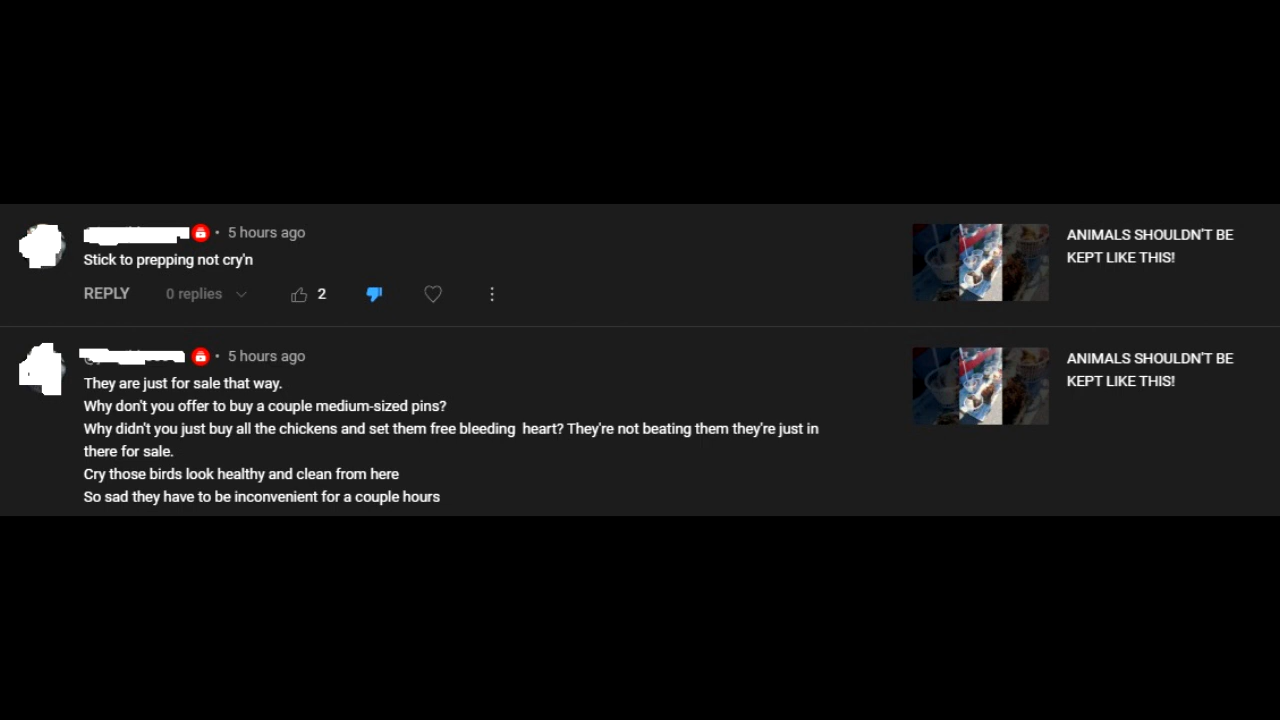 5 hours ago
Stick to prepping not cry'n
REPLY 0 replies 2
ANIMALS SHOULDN'T BE
KEPT LIKE THIS!
5 hours ago
They are just for sale that way.
Why don't you offer to buy a couple medium-sized pins?
Why didn't you just buy all the chickens and set them free bleeding heart? They're not beating them they're just in
there for sale.
Cry those birds look healthy and clean from here
So sad they have to be inconvenient for a couple hours
ANIMALS SHOULDN'T BE
KEPT LIKE THIS!